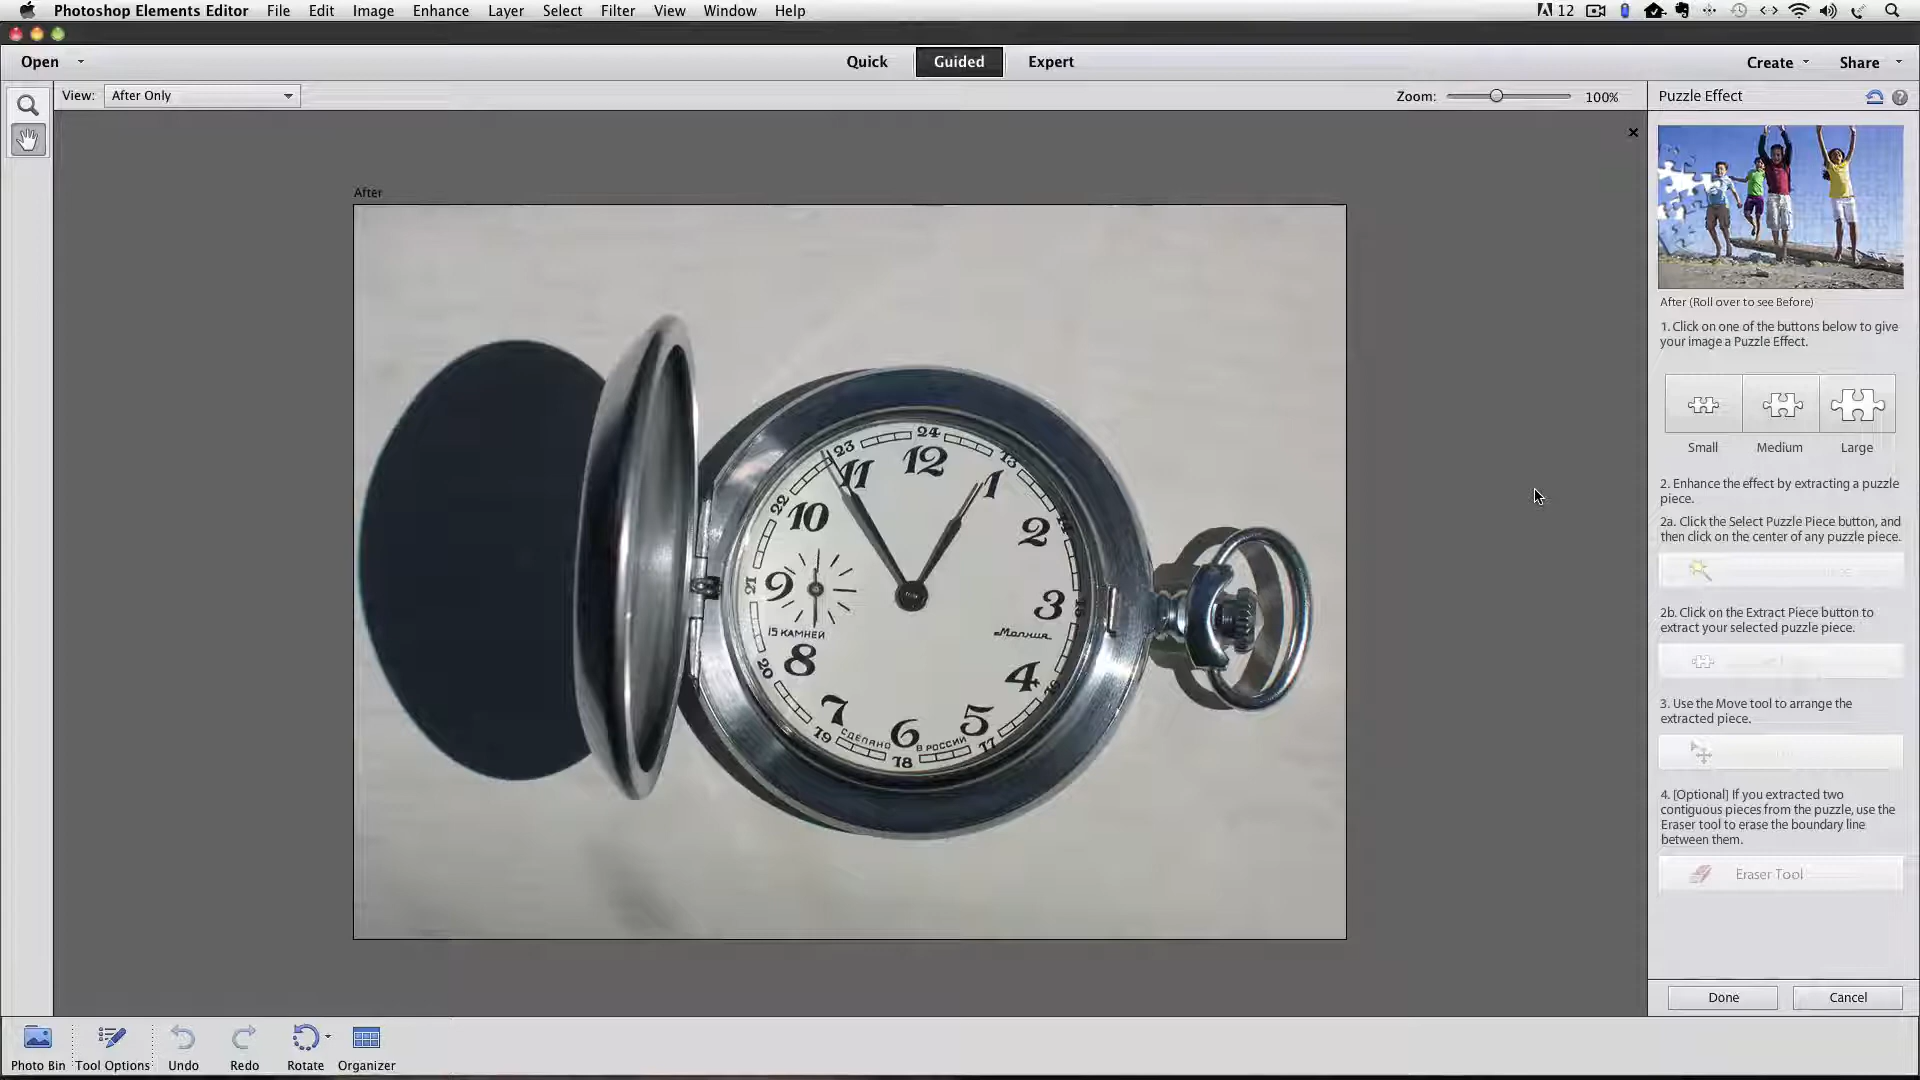 Photoshop Elements Editor File Edit Image Enhance Layer Select Filter View Window Help 12
Open Quick Guided Expert Create Share
View: After Only Zoom: 100% Puzzle Effect
After
After (Roll over to see Before)
1. Click on one of the buttons below to give
your image a Puzzle Effect.
Small Medium Large
2. Enhance the effect by extracting a puzzle
piece.
2a. Click the Select Puzzle Piece button, and
then click on the center of any puzzle piece.
2b. Click on the Extract Piece button to
extract your selected puzzle piece.
3. Use the Move tool to arrange the
extracted piece.
4. [Optional] If you extracted two
contiguous pieces from the puzzle, use the
Eraser tool to erase the boundary line
between them.
Eraser Tool
Done Cancel
24
23 13
11 12 1
22 14
10 2
21 9 3 15
15 КАМНЕЙ Молния
8 4
20 16
7 6 5
19 СДЕЛАНО В РОССИИ 17
18
Photo Bin Tool Options Undo Redo Rotate Organizer